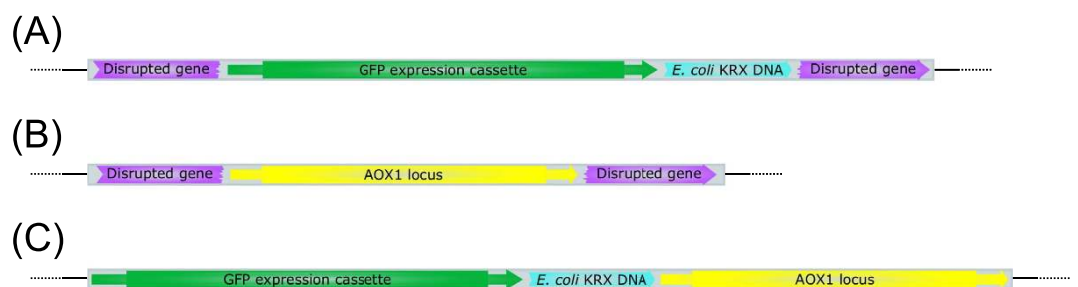 (A)
Disrupted gene GFP expression cassette E. coli KRX DNA Disrupted gene
(B)
Disrupted gene AOX1 locus Disrupted gene
(C)
GFP expression cassette E. coli KRX DNA AOX1 locus